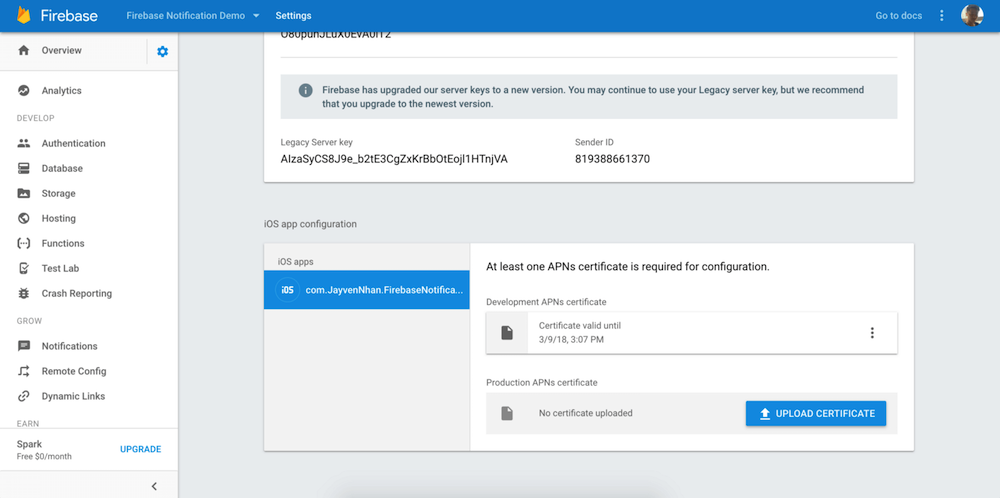 Firebase
Firebase Notification Demo
Settings
Go to docs
Overview
Analytics
DEVELOP
Authentication
Database
Storage
Hosting
Functions
Test Lab
Crash Reporting
GROW
Notifications
Remote Config
Dynamic Links
EARN
Spark
Free $0/month
UPGRADE
Firebase has upgraded our server keys to a new version. You may continue to use your Legacy server key, but we recommend
that you upgrade to the newest version.
Legacy Server key
Sender ID
AIzaSyCS8J9e_b2tE3CgZxKrBbOtEojl1HTnjVA
819388661370
iOS app configuration
iOS apps
iOS
com.JayvenNhan.FirebaseNotifica...
At least one APNs certificate is required for configuration.
Development APNs certificate
Certificate valid until
3/9/18, 3:07 PM
Production APNs certificate
No certificate uploaded
UPLOAD CERTIFICATE